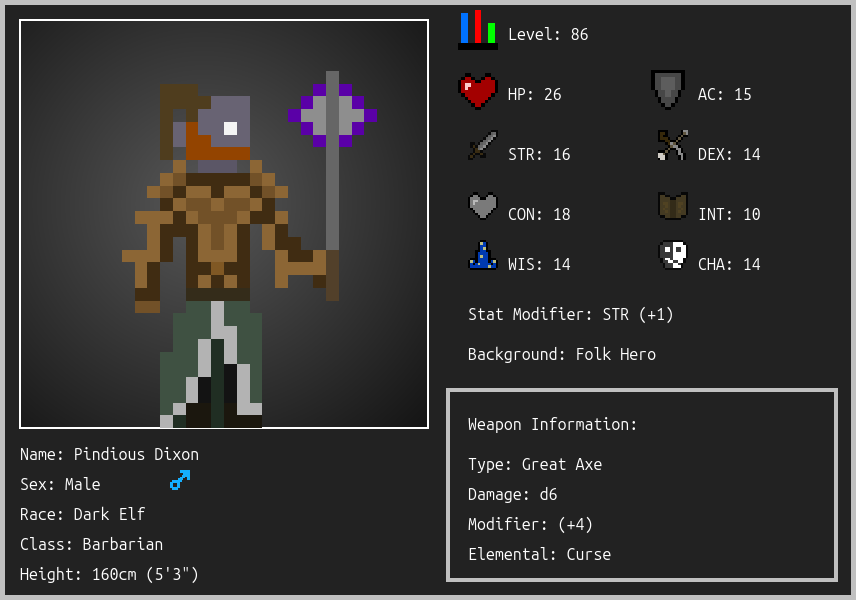 Level: 86
HP: 26
AC: 15
STR: 16
DEX: 14
CON: 18
INT: 10
WIS: 14
CHA: 14
Stat Modifier: STR (+1)
Background: Folk Hero
Weapon Information:
Type: Great Axe
Damage: d6
Modifier: (+4)
Elemental: Curse
Name: Pindious Dixon
Sex: Male
Race: Dark Elf
Class: Barbarian
Height: 160cm (5'3")